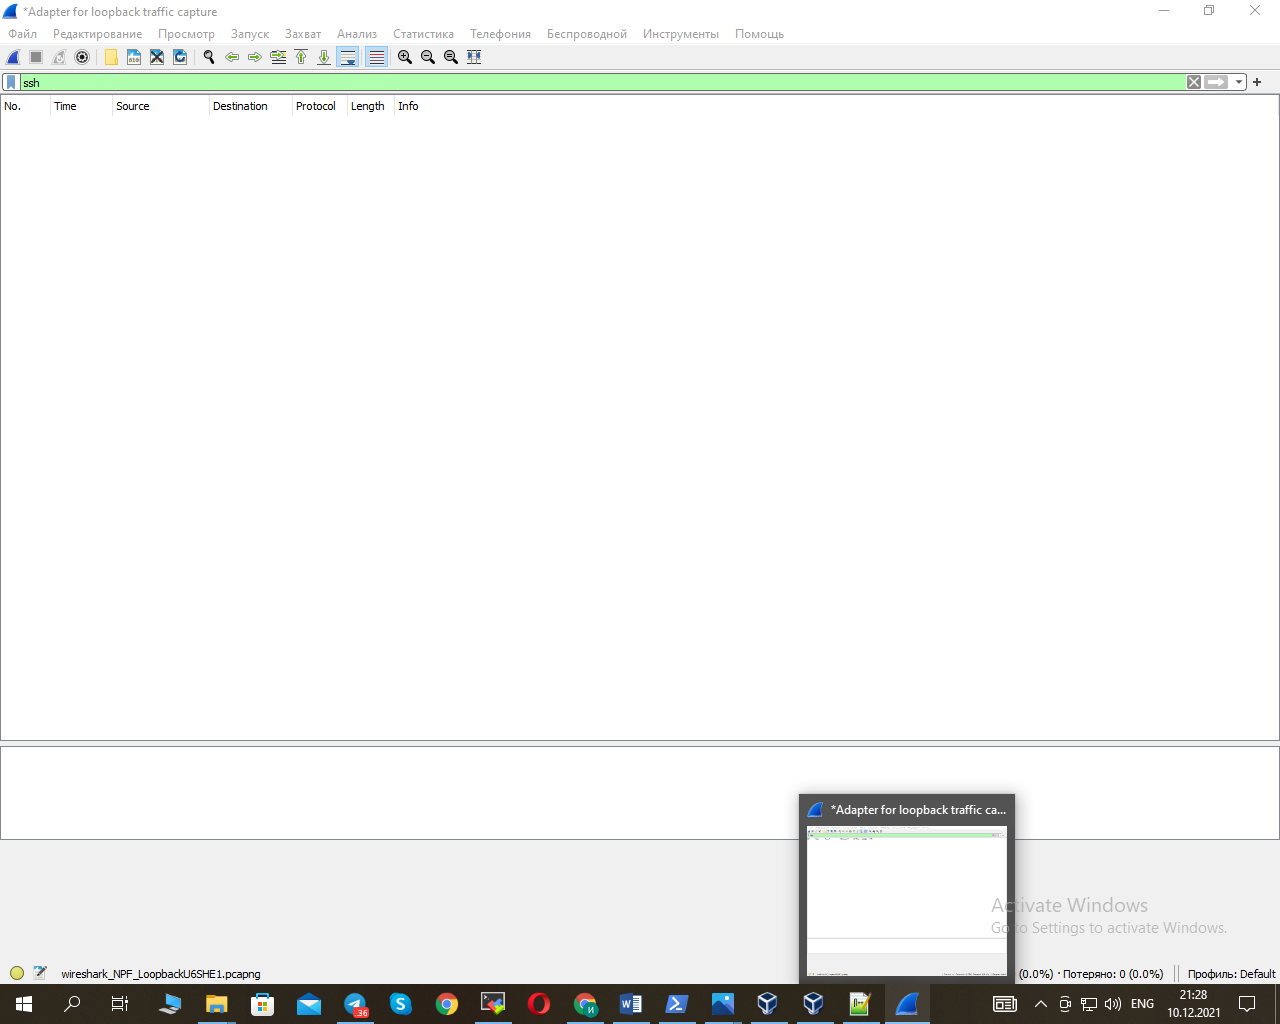 *Adapter for loopback traffic capture
Файл Редактирование Просмотр Запуск Захват Анализ Статистика Телефония Беспроводной Инструменты Помощь
ssh
No. Time Source Destination Protocol Length Info
*Adapter for loopback traffic ca...
Activate Windows
Go to Settings to activate Windows.
wireshark_NPF_LoopbackU6SHE1.pcapng
(0.0%) · Потеряно: 0 (0.0%)
Профиль: Default
.36
ENG
21:28
10.12.2021